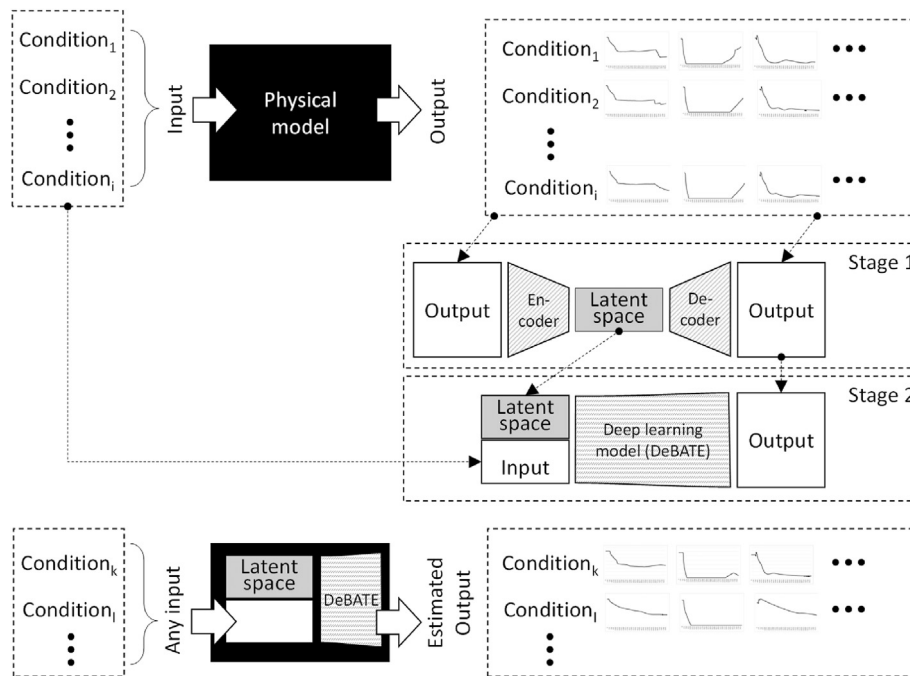 Condition1
Condition2
Conditioni
Input
Physical
model
Output
Condition1
Condition2
Conditioni
Stage 1
Output
En-
coder
Latent
space
De-
coder
Output
Stage 2
Latent
space
Input
Deep learning
model (DeBATE)
Output
Conditionk
Conditionl
Any input
Latent
space
DeBATE
Estimated
Output
Conditionk
Conditionl